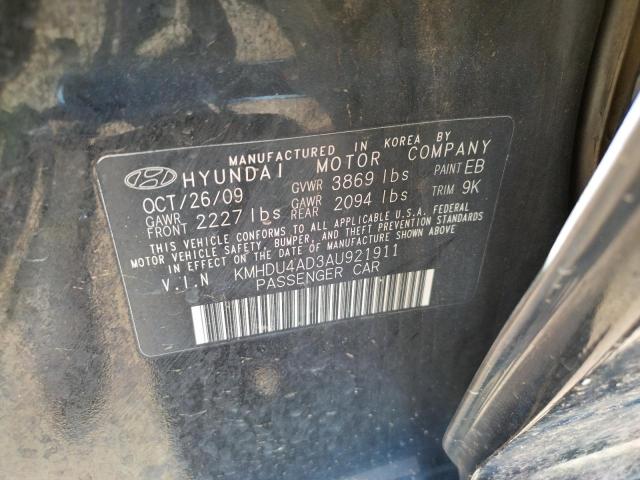 MANUFACTURED IN KOREA BY
HYUNDAI MOTOR COMPANY
OCT/26/09 GVWR 3869 lbs PAINT EB
GAWR FRONT 2227 lbs GAWR REAR 2094 lbs TRIM 9K
THIS VEHICLE CONFORMS TO ALL APPLICABLE U.S.A. FEDERAL
MOTOR VEHICLE SAFETY, BUMPER, AND THEFT PREVENTION STANDARDS
IN EFFECT ON THE DATE OF MANUFACTURE SHOWN ABOVE.
V.I.N KMHDU4AD3AU921911
PASSENGER CAR